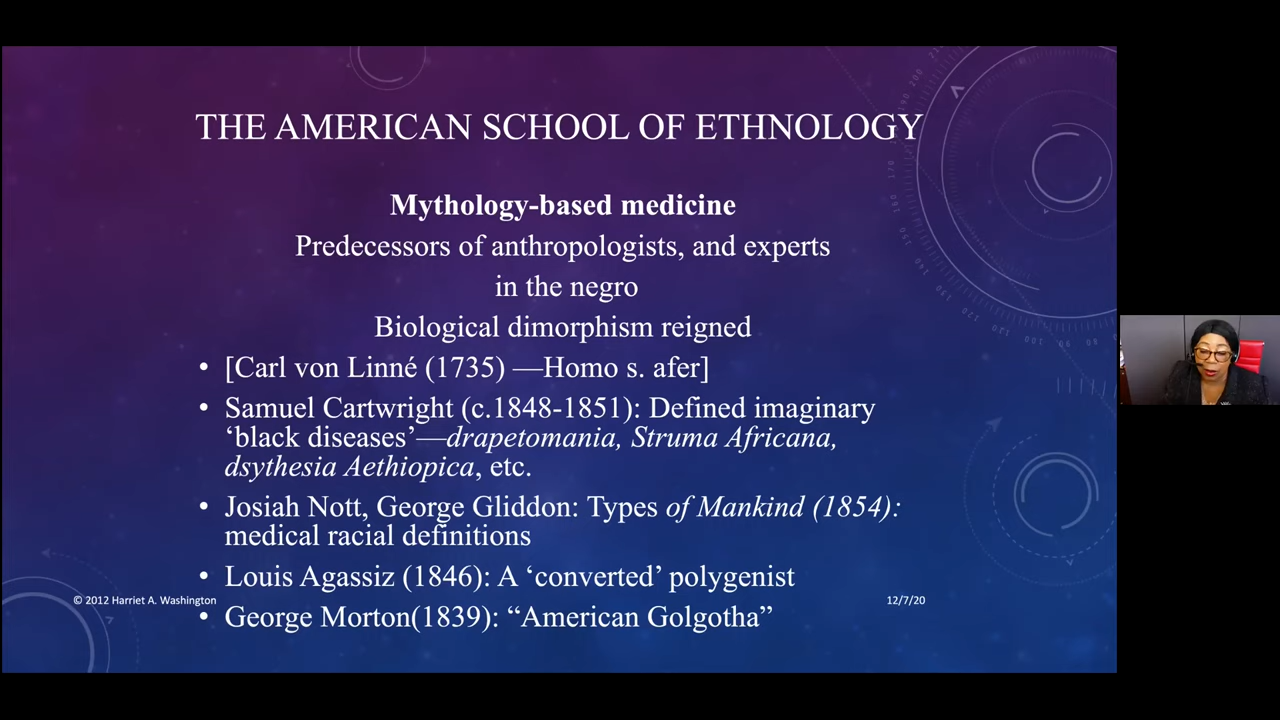 THE AMERICAN SCHOOL OF ETHNOLOGY
Mythology-based medicine
Predecessors of anthropologists, and experts
in the negro
Biological dimorphism reigned
• [Carl von Linné (1735) —Homo s. afer]
• Samuel Cartwright (c.1848-1851): Defined imaginary
‘black diseases’—drapetomania, Struma Africana,
dsythesia Aethiopica, etc.
• Josiah Nott, George Gliddon: Types of Mankind (1854):
medical racial definitions
• Louis Agassiz (1846): A ‘converted’ polygenist
© 2012 Harriet A. Washington
12/7/20
• George Morton(1839): “American Golgotha”